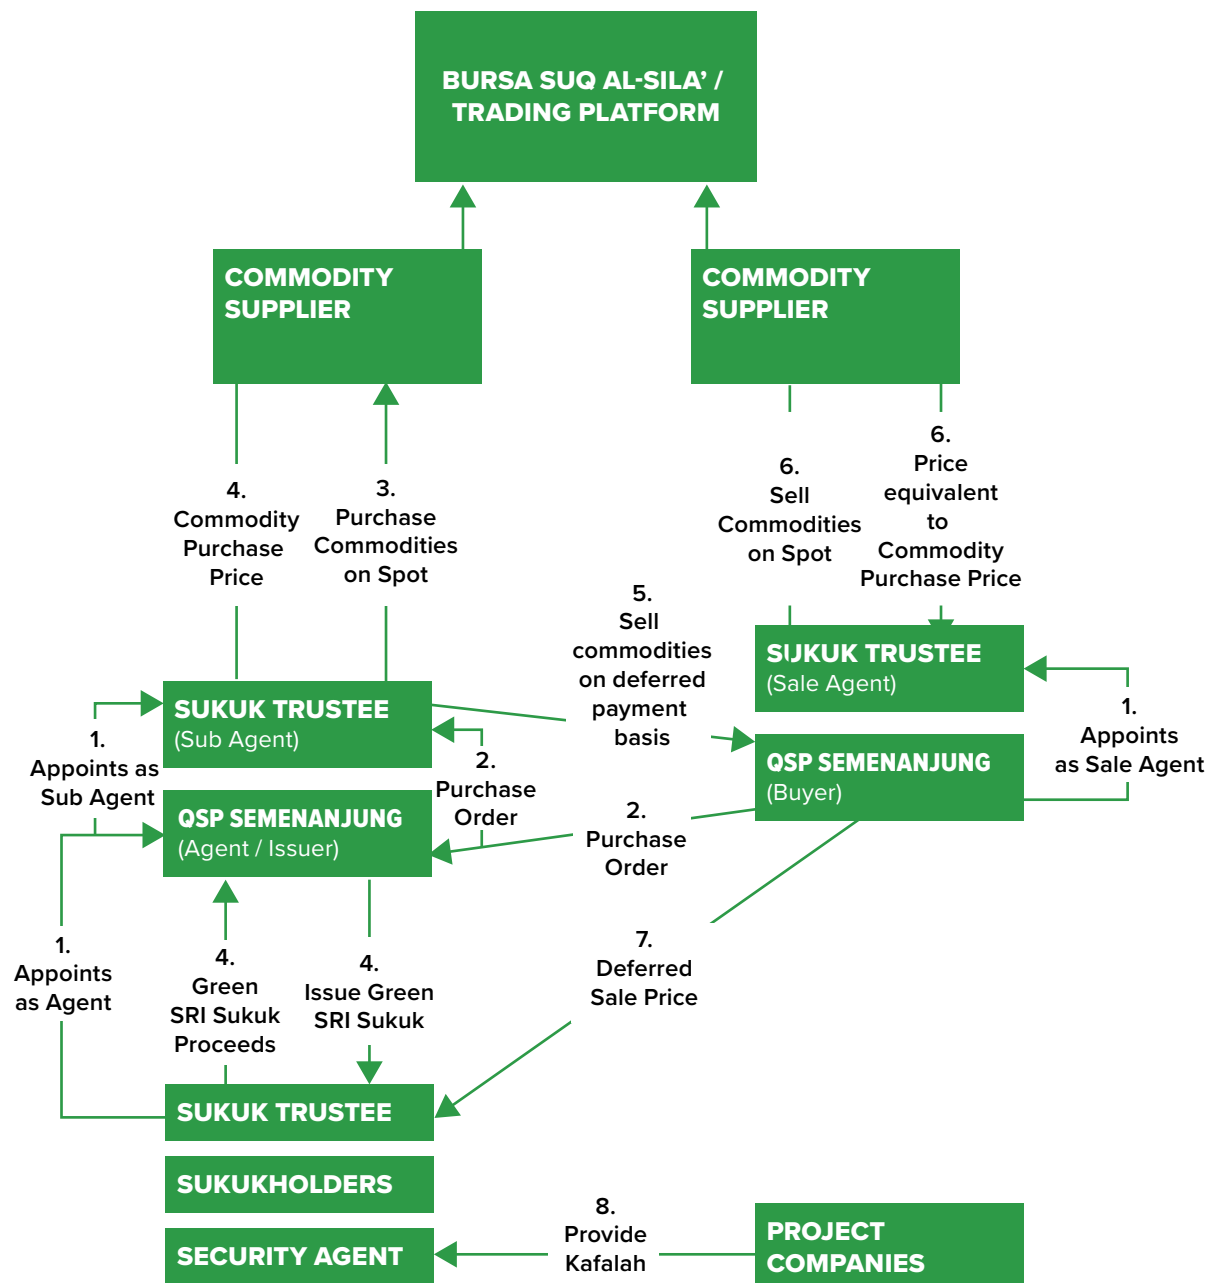 BURSA SUQ AL-SILA’ /
TRADING PLATFORM
COMMODITY
SUPPLIER
COMMODITY
SUPPLIER
4.
Commodity
Purchase
Price
3.
Purchase
Commodities
on Spot
6.
Sell
Commodities
on Spot
6.
Price
equivalent
to
Commodity
Purchase Price
5.
Sell
commodities
on deferred
payment
basis
SUKUK TRUSTEE
(Sale Agent)
SUKUK TRUSTEE
(Sub Agent)
1.
Appoints as
Sub Agent
2.
Purchase
Order
1.
Appoints
as Sale Agent
QSP SEMENANJUNG
(Buyer)
QSP SEMENANJUNG
(Agent / Issuer)
2.
Purchase
Order
1.
Appoints
as Agent
4.
Green
SRI Sukuk
Proceeds
4.
Issue Green
SRI Sukuk
7.
Deferred
Sale Price
SUKUK TRUSTEE
SUKUKHOLDERS
SECURITY AGENT
8.
Provide
Kafalah
PROJECT
COMPANIES